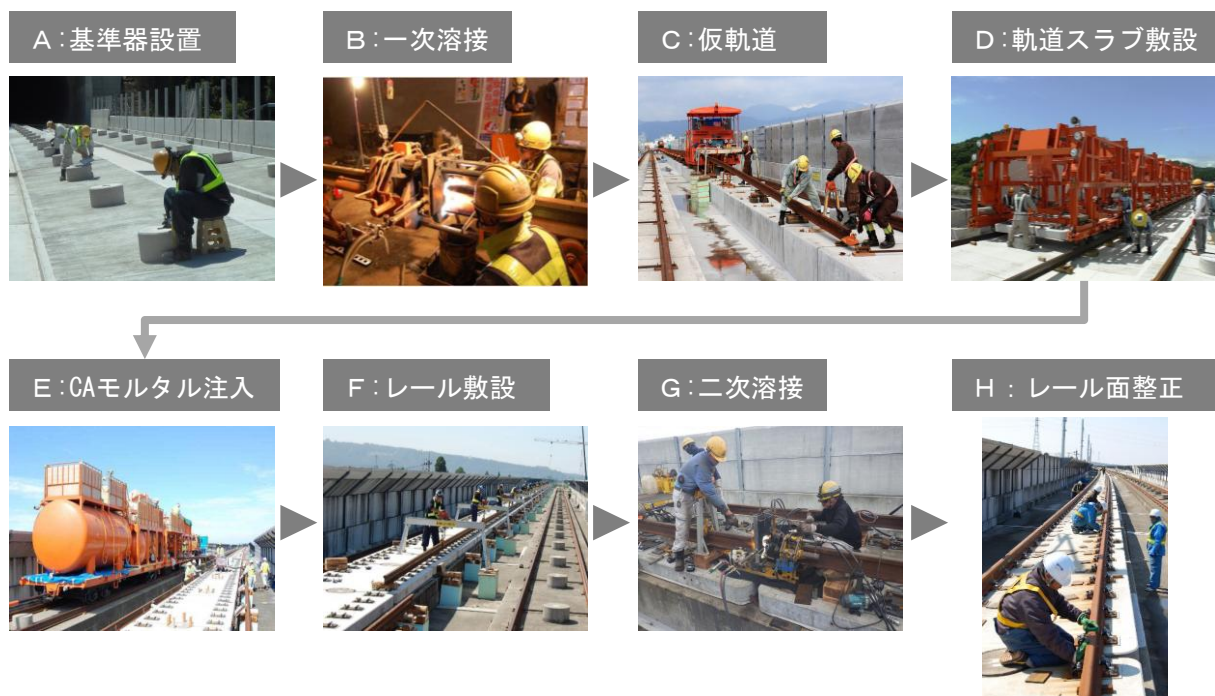 A:基準器設置
B:一次溶接
C:仮軌道
D:軌道スラブ敷設
E:CAモルタル注入
F:レール敷設
G:二次溶接
H:レール面整正